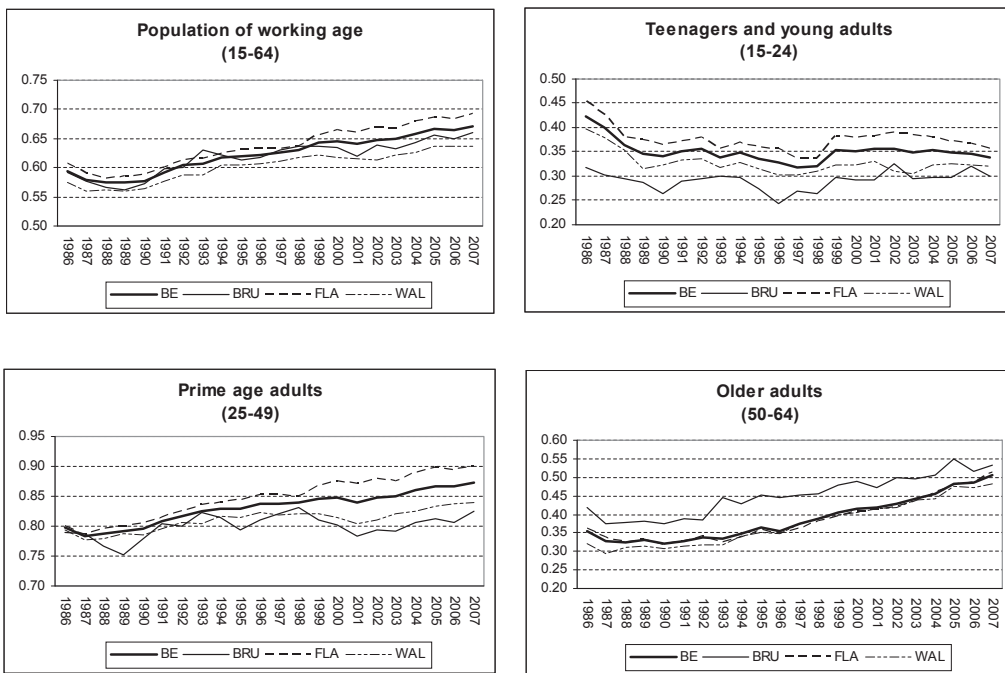 Population of working age
(15-64)
0.75
0.70
0.65
0.60
0.55
0.50
1986 1987 1988 1989 1990 1991 1992 1993 1994 1995 1996 1997 1998 1999 2000 2001 2002 2003 2004 2005 2006 2007
BE BRU FLA WAL
Teenagers and young adults
(15-24)
0.50
0.45
0.40
0.35
0.30
0.25
0.20
1986 1987 1988 1989 1990 1991 1992 1993 1994 1995 1996 1997 1998 1999 2000 2001 2002 2003 2004 2005 2006 2007
BE BRU FLA WAL
Prime age adults
(25-49)
0.95
0.90
0.85
0.80
0.75
0.70
1986 1987 1988 1989 1990 1991 1992 1993 1994 1995 1996 1997 1998 1999 2000 2001 2002 2003 2004 2005 2006 2007
BE BRU FLA WAL
Older adults
(50-64)
0.60
0.55
0.50
0.45
0.40
0.35
0.30
0.25
0.20
1986 1987 1988 1989 1990 1991 1992 1993 1994 1995 1996 1997 1998 1999 2000 2001 2002 2003 2004 2005 2006 2007
BE BRU FLA WAL